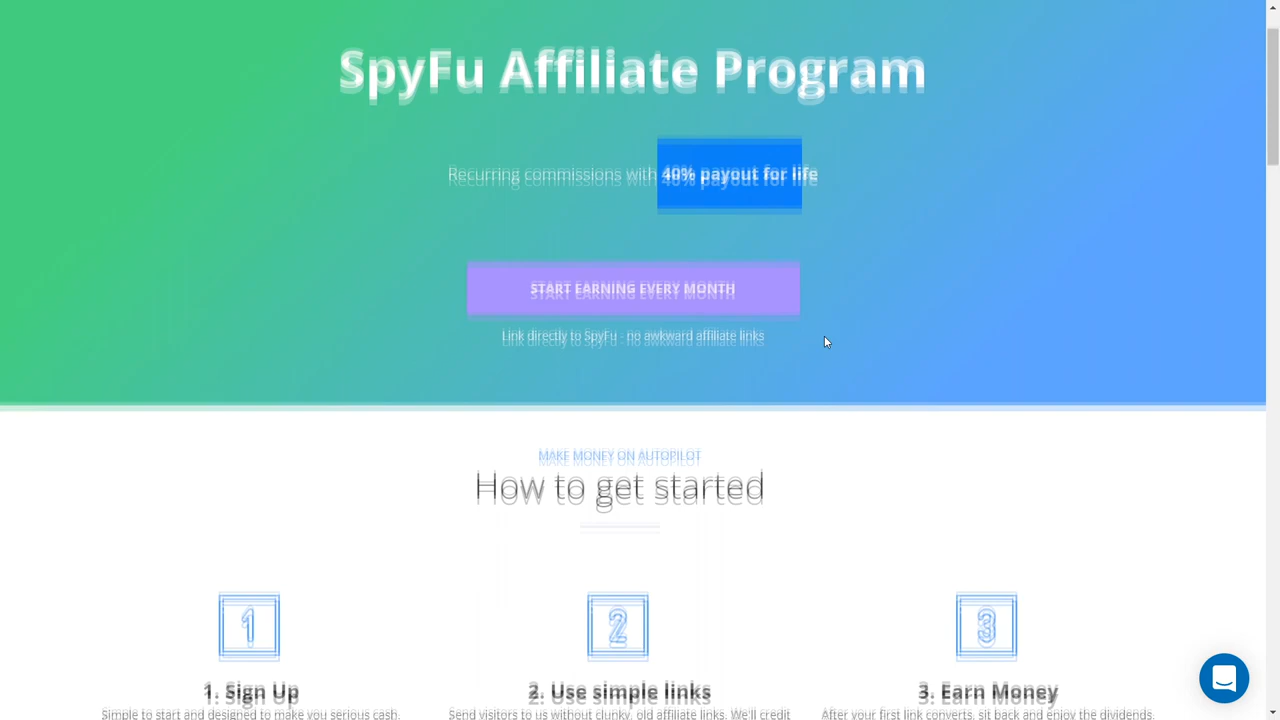 SpyFu Affiliate Program
Recurring commissions with 40% payout for life
START EARNING EVERY MONTH
Link directly to SpyFu - no awkward affiliate links
MAKE MONEY ON AUTOPILOT
How to get started
1 2 3
1. Sign Up 2. Use simple links 3. Earn Money
Simple to start and designed to make you serious cash. Send visitors to us without clunky, old affiliate links. We'll credit After your first link converts, sit back and enjoy the dividends.